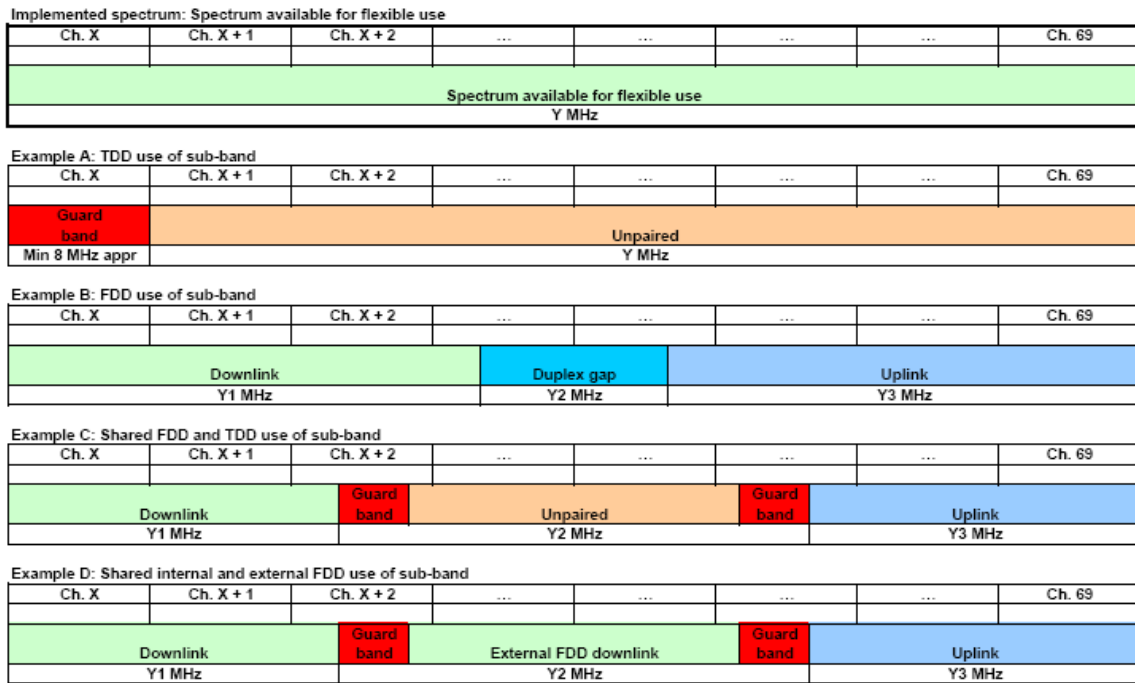 Implemented spectrum: Spectrum available for flexible use
Ch. X Ch. X + 1 Ch. X + 2 ... ... ... ... Ch. 69
Spectrum available for flexible use
Y MHz
Example A: TDD use of sub-band
Ch. X Ch. X + 1 Ch. X + 2 ... ... ... ... Ch. 69
Guard
band Unpaired
Min 8 MHz appr Y MHz
Example B: FDD use of sub-band
Ch. X Ch. X + 1 Ch. X + 2 ... ... ... ... Ch. 69
Downlink Duplex gap Uplink
Y1 MHz Y2 MHz Y3 MHz
Example C: Shared FDD and TDD use of sub-band
Ch. X Ch. X + 1 Ch. X + 2 ... ... ... ... Ch. 69
Guard Guard
Downlink band Unpaired band Uplink
Y1 MHz Y2 MHz Y3 MHz
Example D: Shared internal and external FDD use of sub-band
Ch. X Ch. X + 1 Ch. X + 2 ... ... ... ... Ch. 69
Guard Guard
Downlink band External FDD downlink band Uplink
Y1 MHz Y2 MHz Y3 MHz